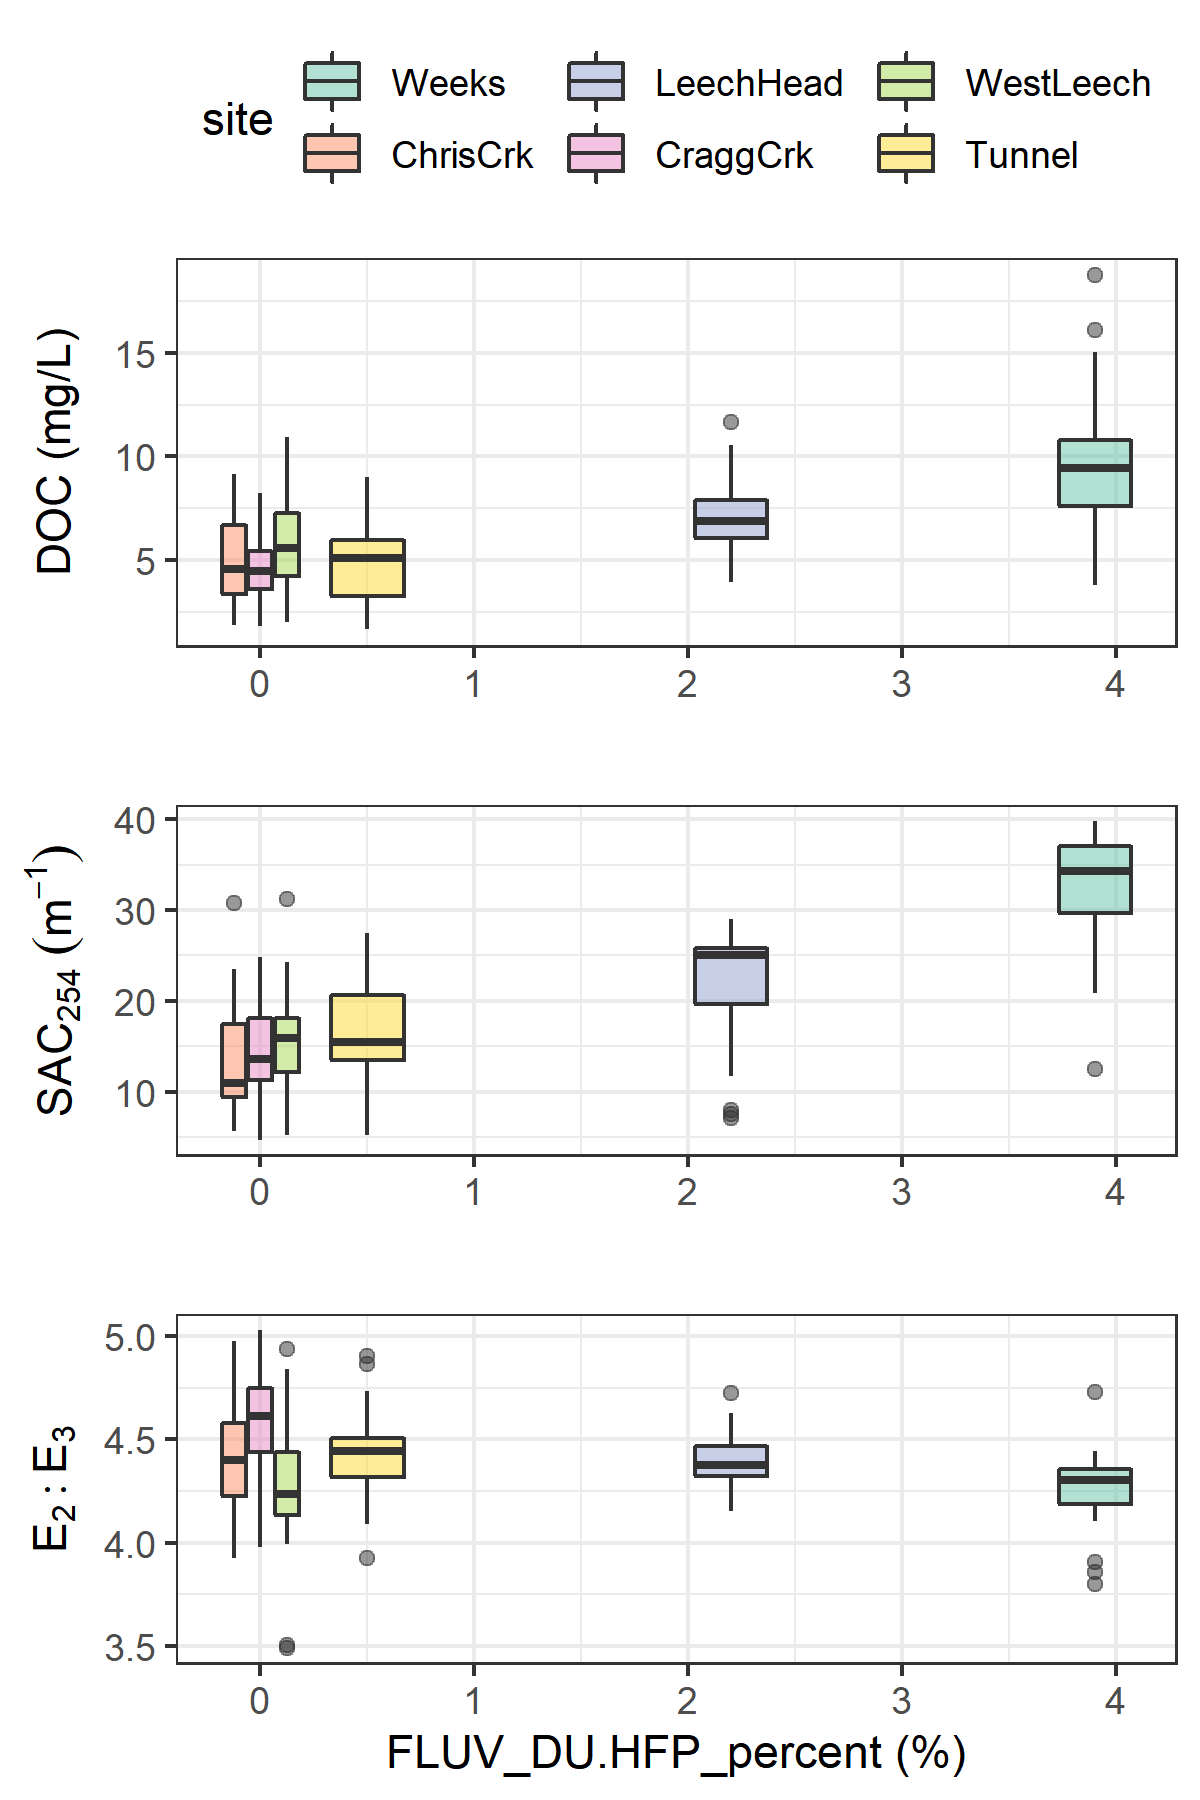 site
Weeks LeechHead WestLeech
ChrisCrk CraggCrk Tunnel
DOC (mg/L)
15
10
5
0 1 2 3 4
SAC₂₅₄ (m⁻¹)
40
30
20
10
0 1 2 3 4
E₂ : E₃
5.0
4.5
4.0
3.5
0 1 2 3 4
FLUV_DU.HFP_percent (%)